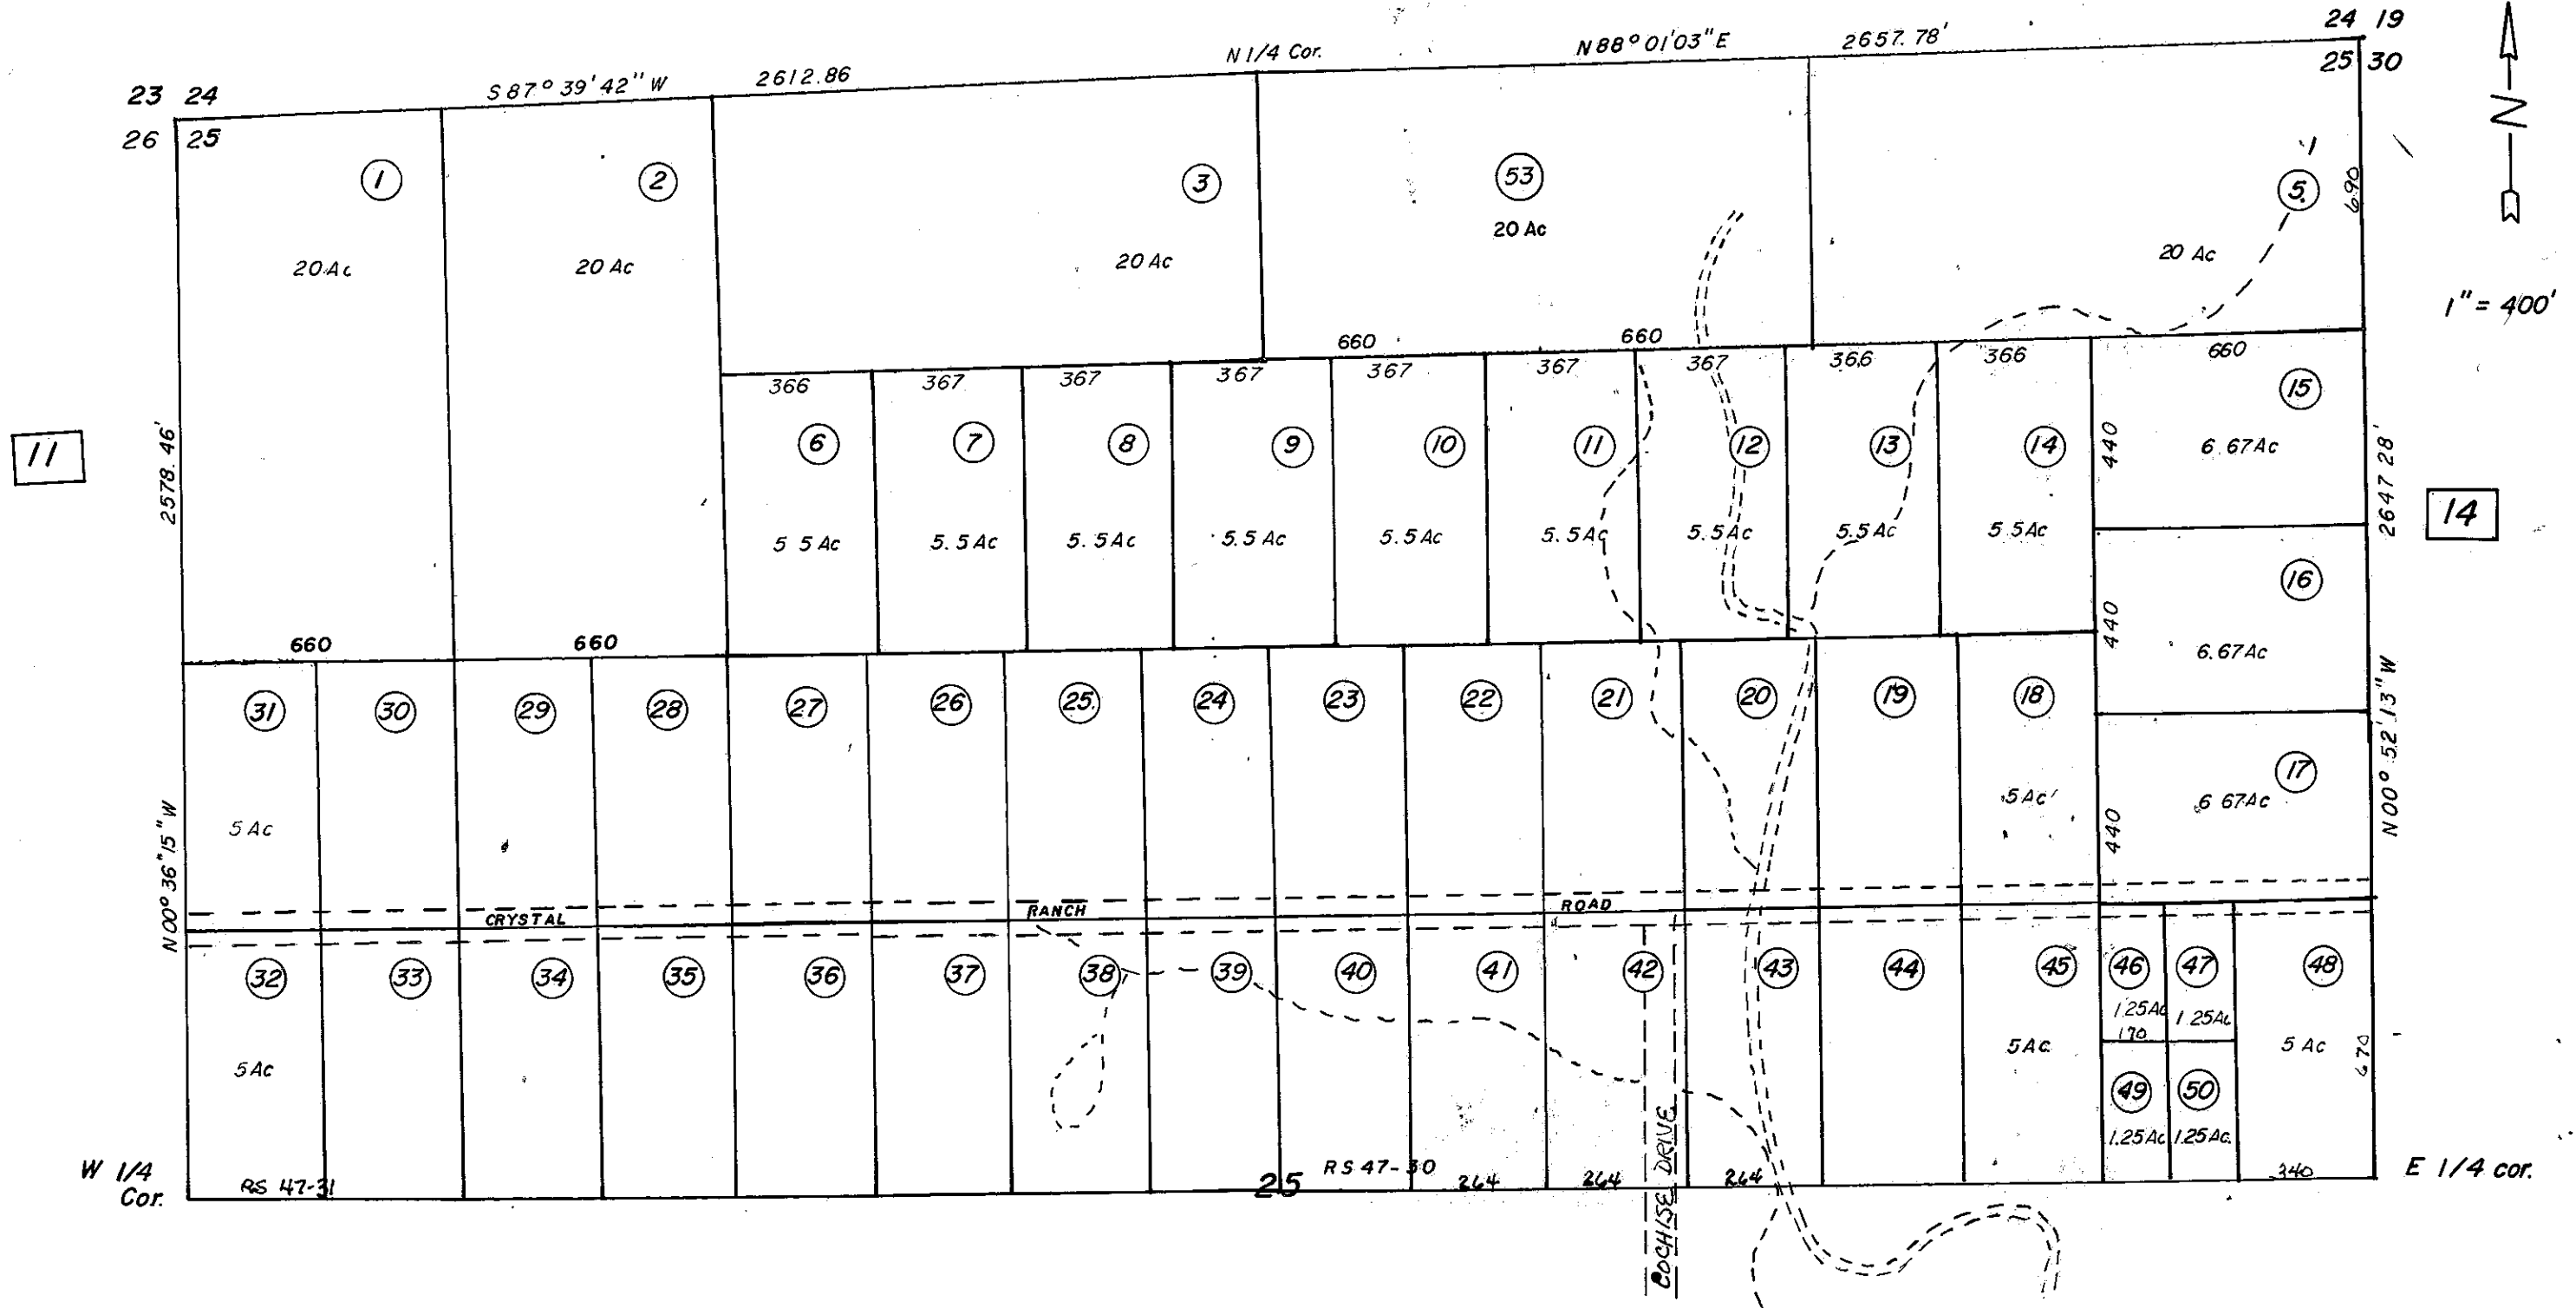 24 19
N 1/4 Cor.
N 88° 01' 03" E
2657.78'
25 30
23 24
S 87° 39' 42" W
2612.86
26 25
N
1
2
3
53
5
1
690
20 Ac
20 Ac
20 Ac
20 Ac
20 Ac
1" = 400'
660
660
366
367
367
367
367
367
367
366
366
660
11
2578.46'
6
7
8
9
10
11
12
13
14
15
440
6.67 Ac
2647 28'
14
5 5 Ac
5.5 Ac
5.5 Ac
5.5 Ac
5.5 Ac
5.5 Ac
5.5 Ac
5.5 Ac
5.5 Ac
16
440
6.67 Ac
660
660
31
30
29
28
27
26
25
24
23
22
21
20
19
18
17
5 Ac
5 Ac
440
6 67 Ac
N 00° 52' 13" W
N 00° 36' 15" W
CRYSTAL RANCH ROAD
32
33
34
35
36
37
38
39
40
41
42
43
44
45
46
47
48
1.25 Ac
1.25 Ac
170
5 Ac
5 Ac
5 Ac
670
49
50
1.25 Ac
1.25 Ac.
COCHISE DRIVE
W 1/4
Cor.
RS 47-31
25
RS 47-30
264
264
264
340
E 1/4 cor.